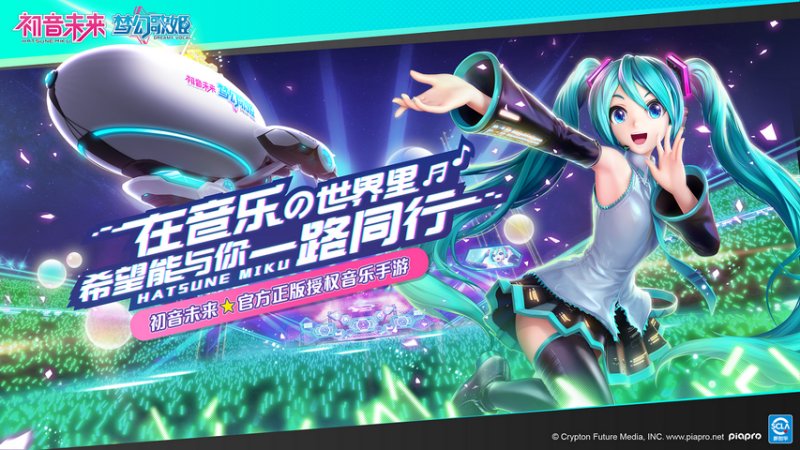 初音未来 梦幻歌姬
HATSUNE MIKU DREAMS VOCAL
初音未来 梦幻歌姬
在音乐の世界里
希望能与你一路同行
HATSUNE MIKU
初音未来★官方正版授权音乐手游
© Crypton Future Media, INC. www.piapro.net piapro
SCLA
新创华